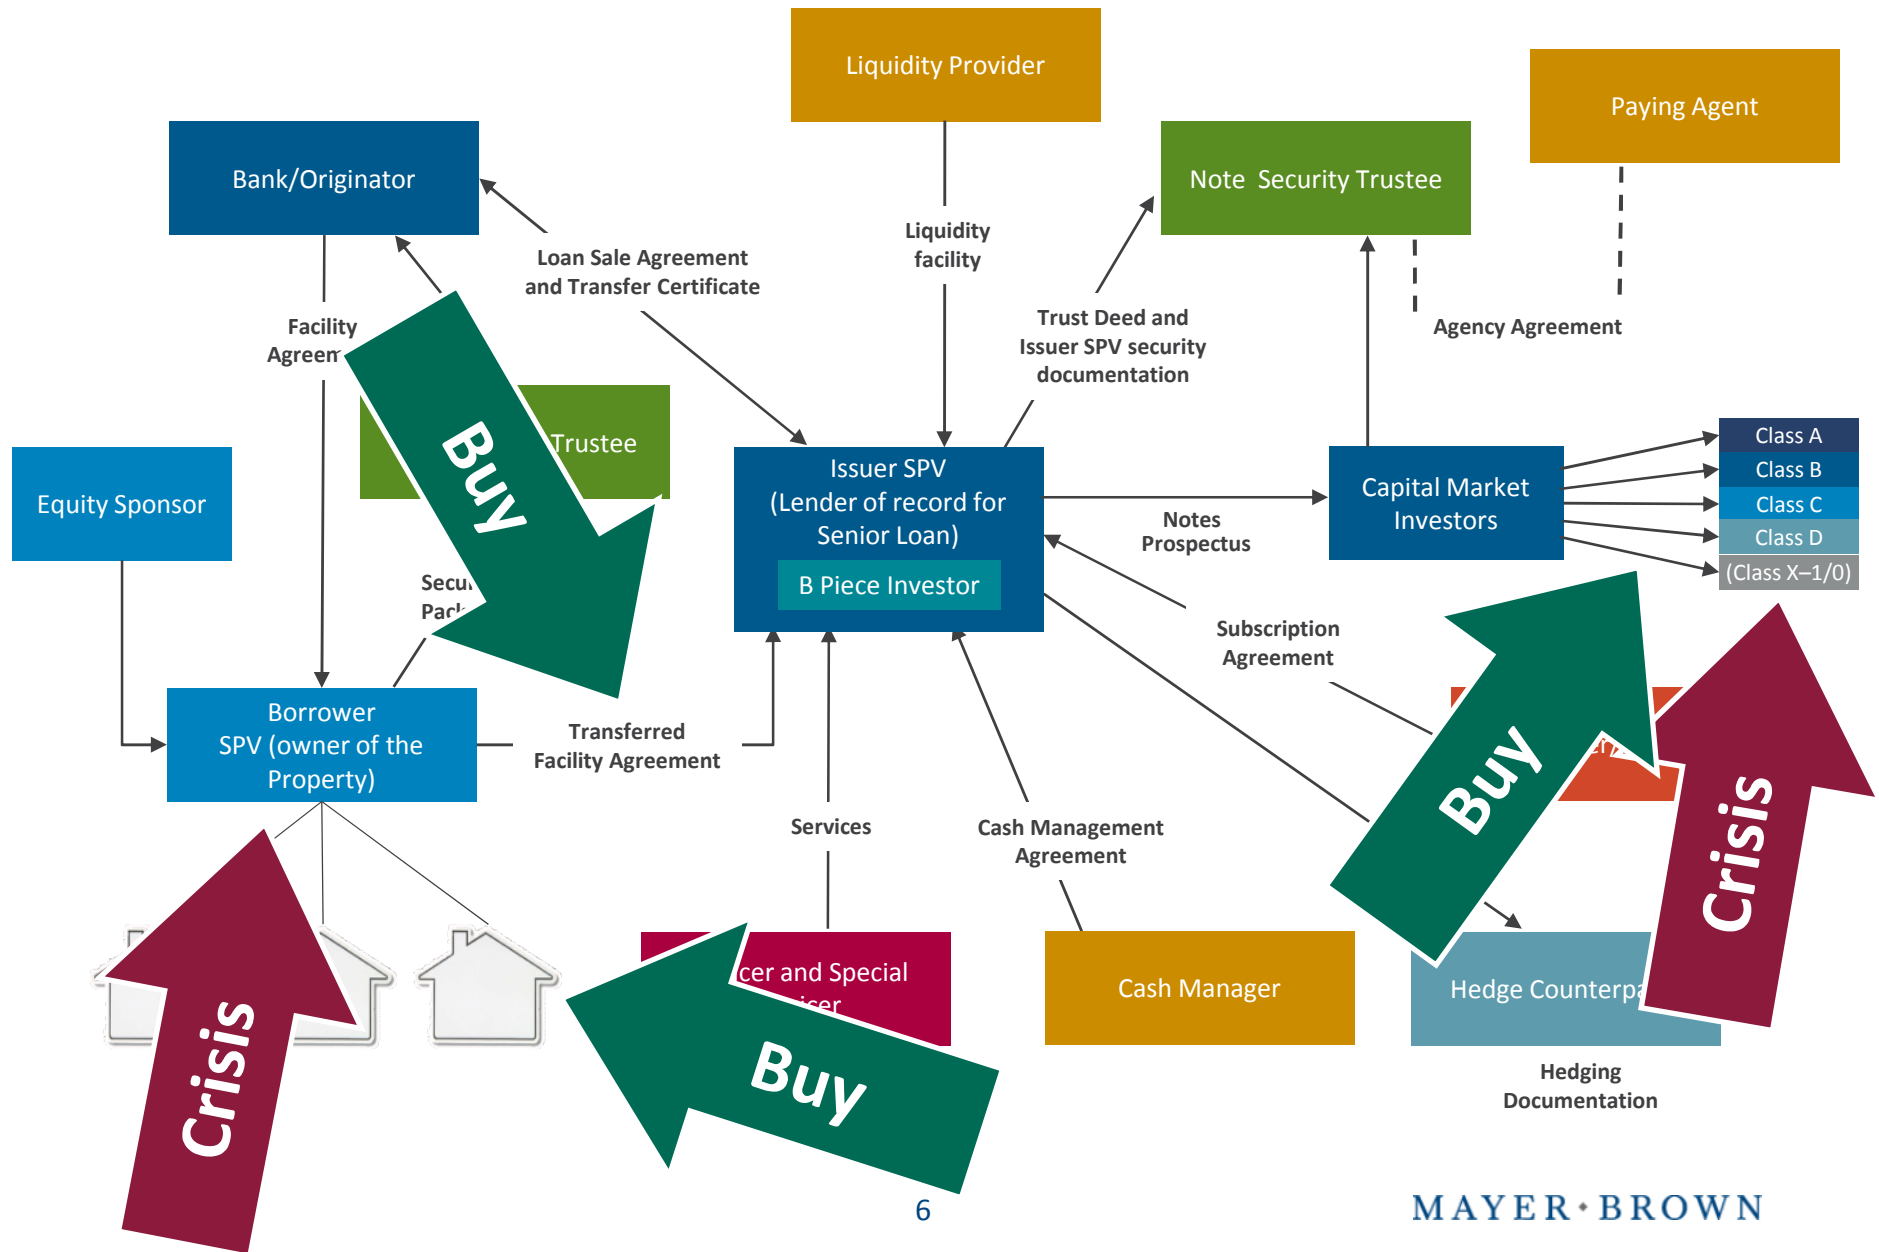 Liquidity Provider
Paying Agent
Bank/Originator
Note Security Trustee
Liquidity
facility
Loan Sale Agreement
and Transfer Certificate
Trust Deed and
Issuer SPV security
documentation
Agency Agreement
Facility
Buy
Trustee
Equity Sponsor
Issuer SPV
(Lender of record for
Senior Loan)
B Piece Investor
Notes
Prospectus
Capital Market
Investors
Class A
Class B
Class C
Class D
(Class X–1/0)
Subscription
Agreement
Borrower
SPV (owner of the
Property)
Transferred
Facility Agreement
Services
Cash Management
Agreement
Buy
Crisis
Crisis
and Special
Buy
Cash Manager
Hedge
Hedging
Documentation
6
MAYER • BROWN